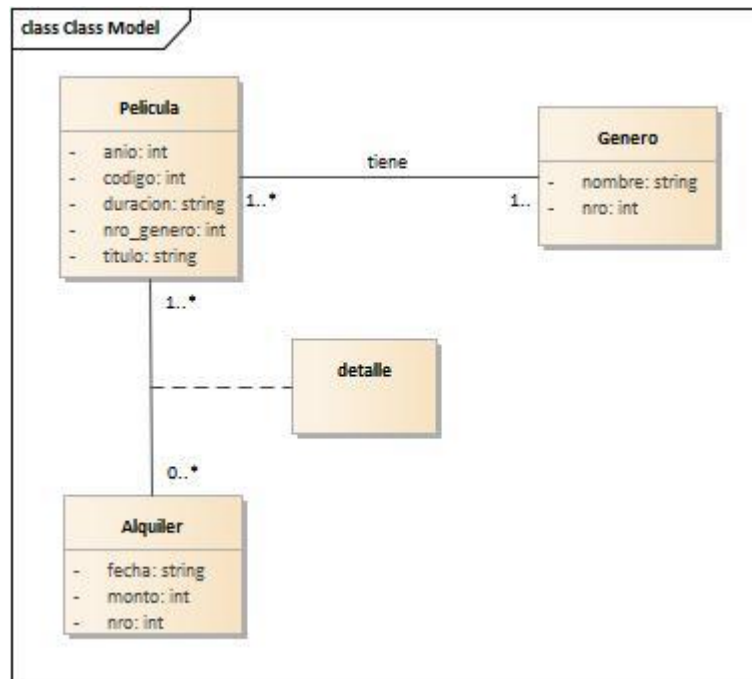 class Class Model
Pelicula
- anio: int
- codigo: int
- duracion: string
- nro_genero: int
- titulo: string
tiene
1..*
1..
Genero
- nombre: string
- nro: int
1..*
detalle
0..*
Alquiler
- fecha: string
- monto: int
- nro: int